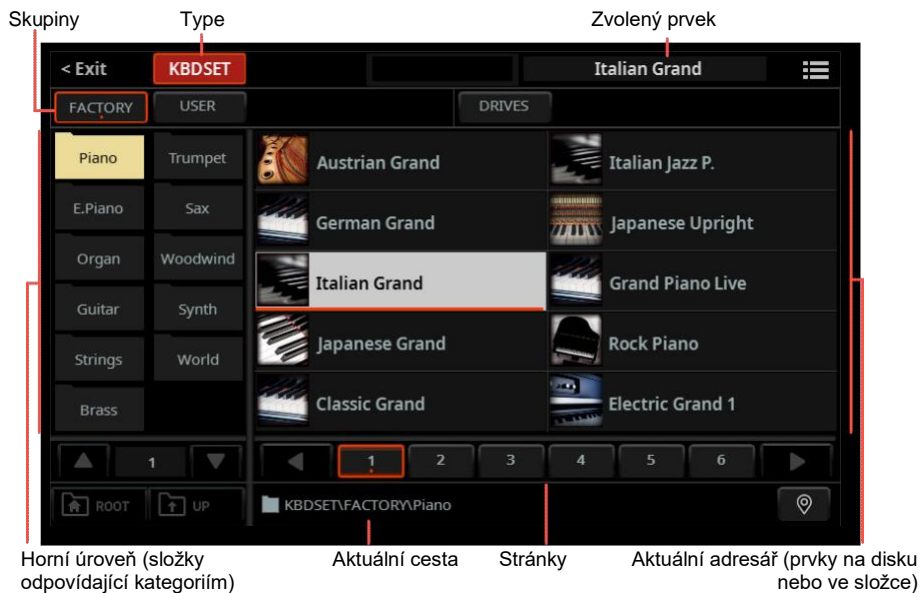 Skupiny
Type
Zvolený prvek
< Exit
KBDSET
Italian Grand
FACTORY
USER
DRIVES
Piano
Trumpet
E.Piano
Sax
Organ
Woodwind
Guitar
Synth
Strings
World
Brass
Austrian Grand
Italian Jazz P.
German Grand
Japanese Upright
Italian Grand
Grand Piano Live
Japanese Grand
Rock Piano
Classic Grand
Electric Grand 1
1
1
2
3
4
5
6
ROOT
UP
KBDSET\FACTORY\Piano
Horní úroveň (složky
odpovídající kategoriím)
Aktuální cesta
Stránky
Aktuální adresář (prvky na disku
nebo ve složce)